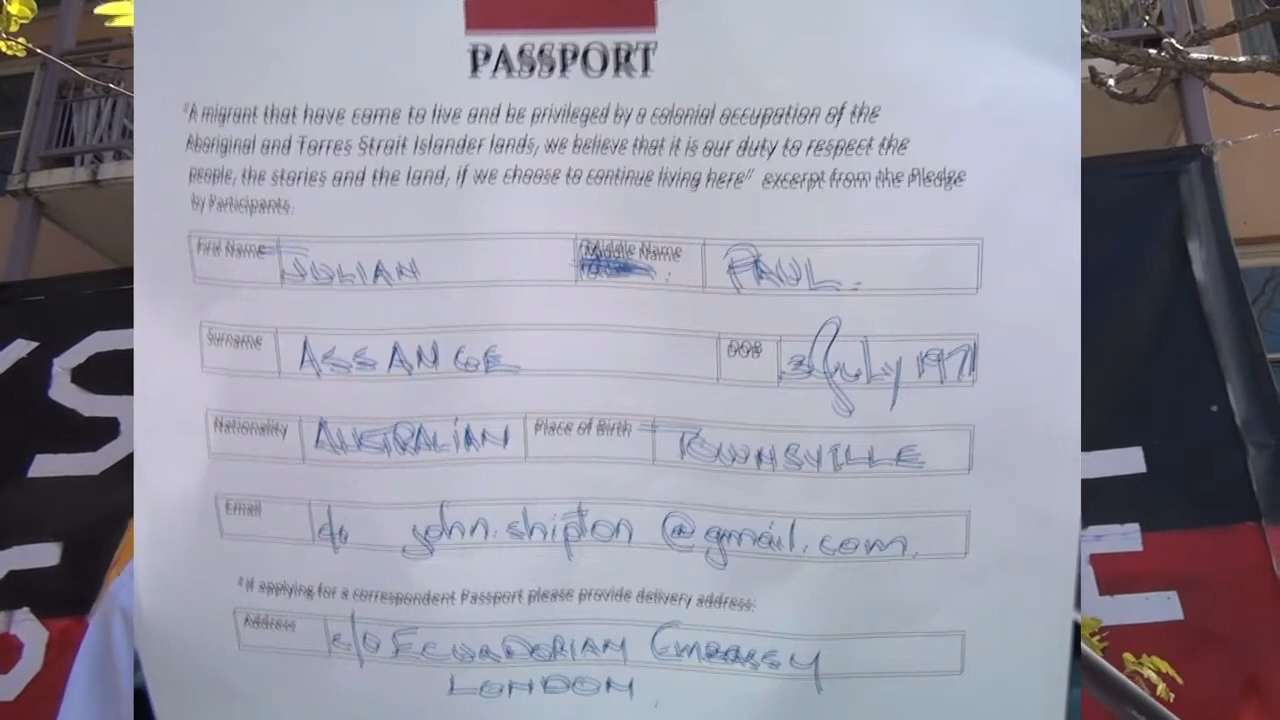 PASSPORT
"A migrant that have come to live and be privileged by a colonial occupation of the
Aboriginal and Torres Strait Islander lands, we believe that it is our duty to respect the
people, the stories and the land, if we choose to continue living here" excerpt from the Pledge
by Participants.
First Name JULIAN Middle Name : PAUL.
Surname ASSANGE DOB 3 July 1971
Nationality AUSTRALIAN Place of Birth TOWNSVILLE
Email c/o john.shipton @gmail.com.
*If applying for a correspondent Passport please provide delivery address:
Address c/o ECUADORIAN EMBASSY
LONDON.